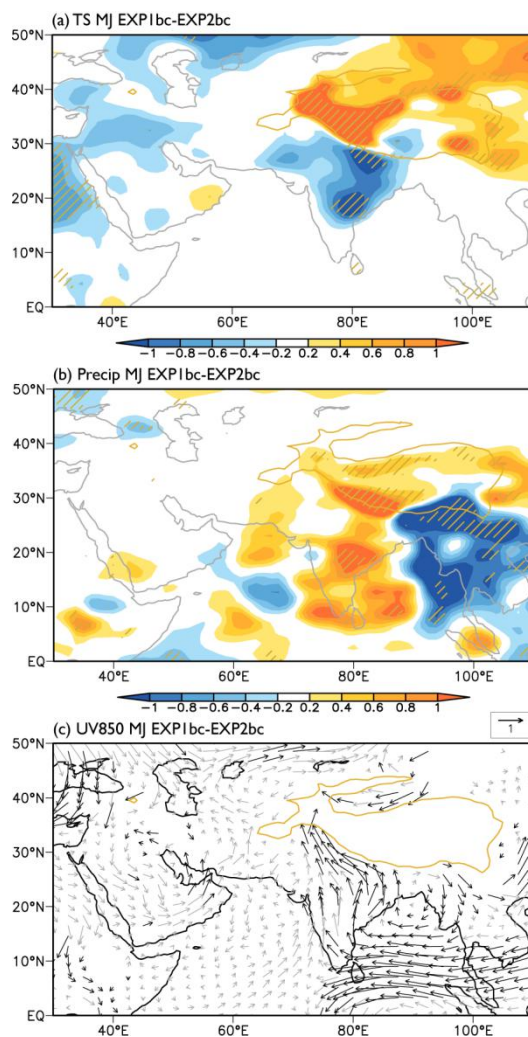 (a) TS MJ EXP1bc-EXP2bc
50°N
40°N
30°N
20°N
10°N
EQ
40°E 60°E 80°E 100°E
-1 -0.8 -0.6 -0.4 -0.2 0.2 0.4 0.6 0.8 1
(b) Precip MJ EXP1bc-EXP2bc
50°N
40°N
30°N
20°N
10°N
EQ
40°E 60°E 80°E 100°E
-1 -0.8 -0.6 -0.4 -0.2 0.2 0.4 0.6 0.8 1
(c) UV850 MJ EXP1bc-EXP2bc
1
50°N
40°N
30°N
20°N
10°N
EQ
40°E 60°E 80°E 100°E